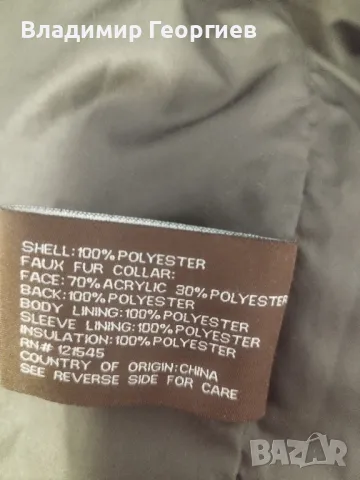 Владимир Георгиев
SHELL: 100% POLYESTER
FAUX FUR COLLAR:
FACE: 70% ACRYLIC 30% POLYESTER
BACK: 100% POLYESTER
BODY LINING: 100% POLYESTER
SLEEVE LINING: 100% POLYESTER
INSULATION: 100% POLYESTER
RN# 121545
COUNTRY OF ORIGIN: CHINA
SEE REVERSE SIDE FOR CARE
BAZAR
bg